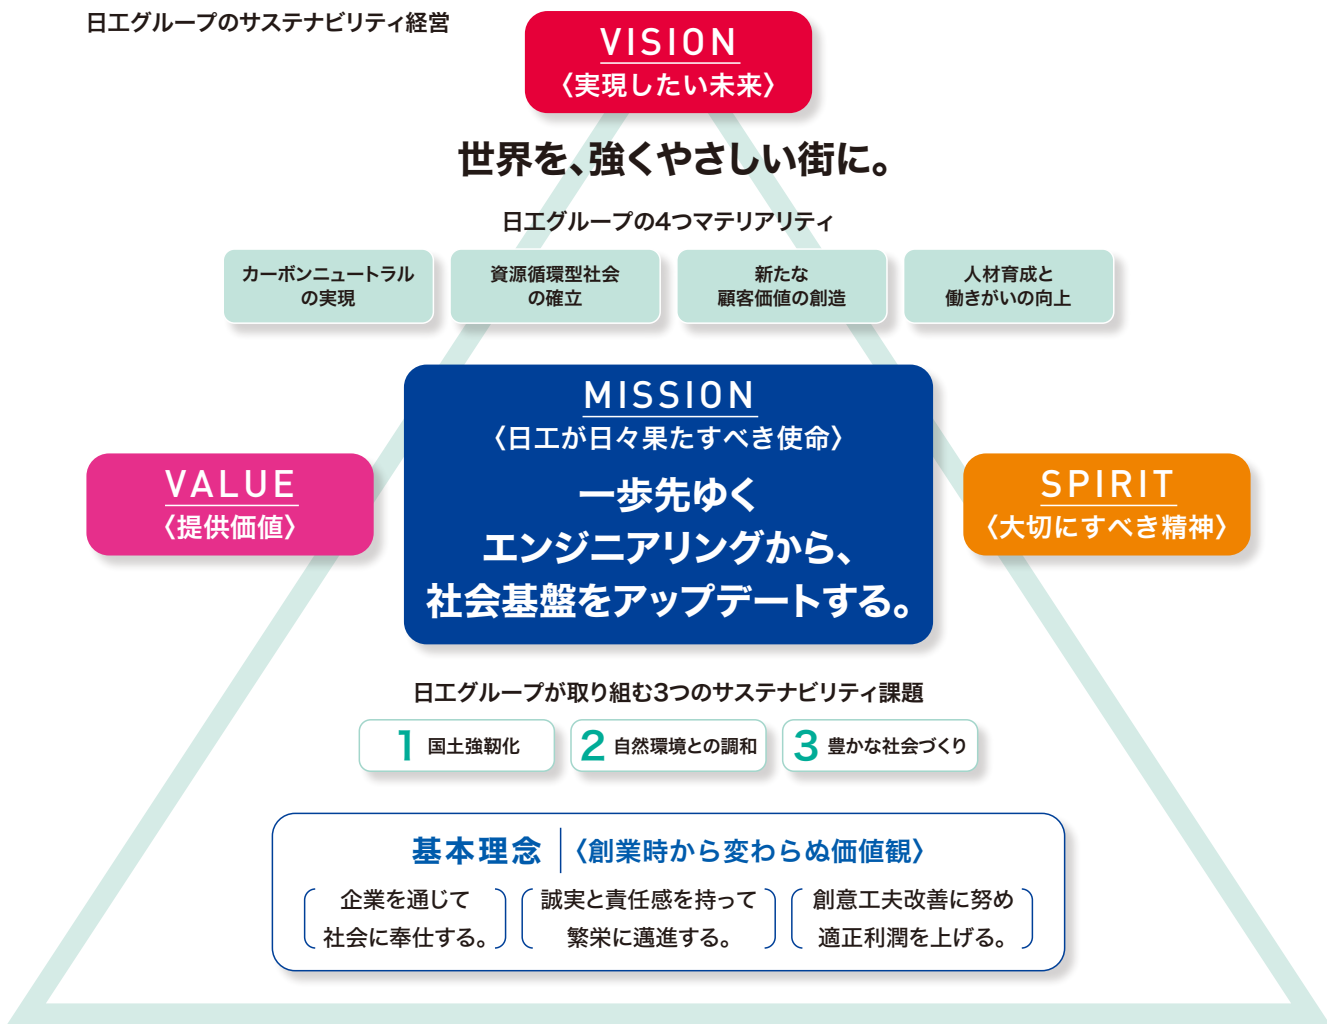 日工グループのサステナビリティ経営
VISION
〈実現したい未来〉
世界を、強くやさしい街に。
日工グループの4つマテリアリティ
カーボンニュートラル
の実現
資源循環型社会
の確立
新たな
顧客価値の創造
人材育成と
働きがいの向上
MISSION
〈日工が日々果たすべき使命〉
一歩先ゆく
エンジニアリングから、
社会基盤をアップデートする。
VALUE
〈提供価値〉
SPIRIT
〈大切にすべき精神〉
日工グループが取り組む3つのサステナビリティ課題
1 国土強靭化
2 自然環境との調和
3 豊かな社会づくり
基本理念 〈創業時から変わらぬ価値観〉
企業を通じて
社会に奉仕する。
誠実と責任感を持って
繁栄に邁進する。
創意工夫改善に努め
適正利潤を上げる。